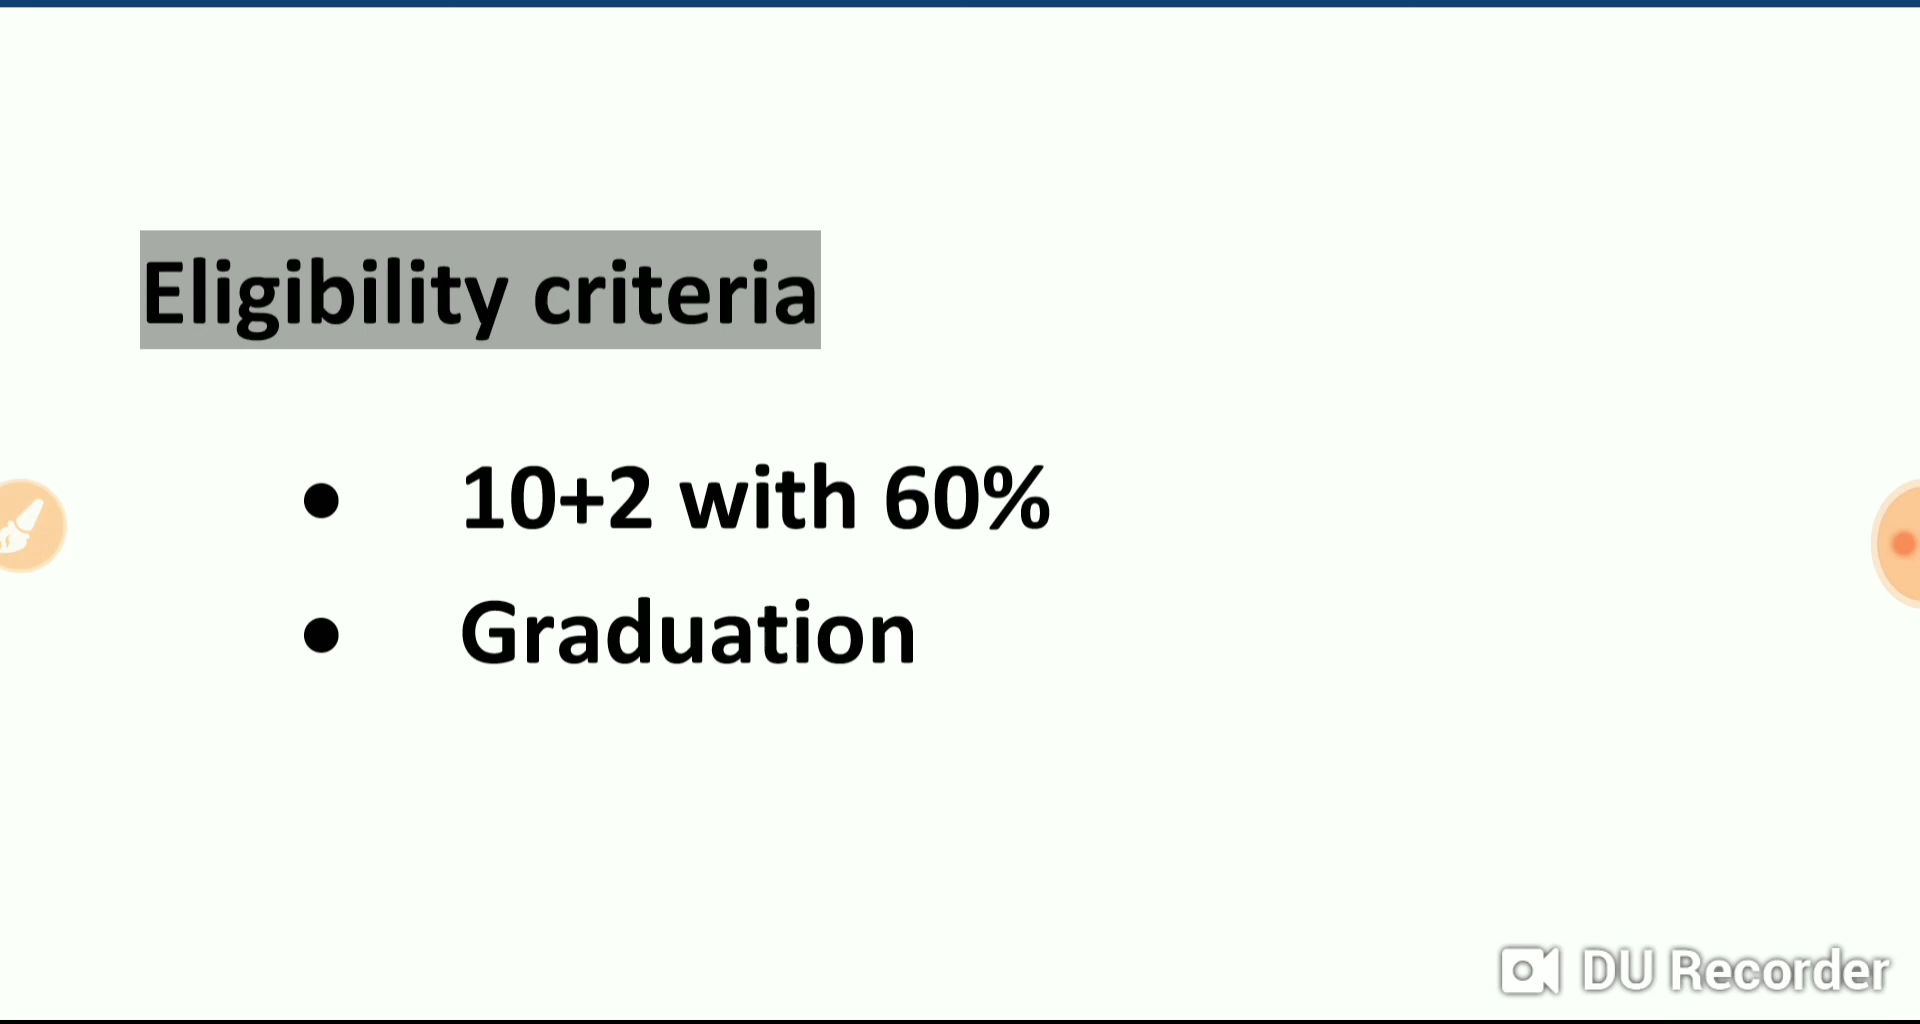 Eligibility criteria
• 10+2 with 60%
• Graduation
DU Recorder